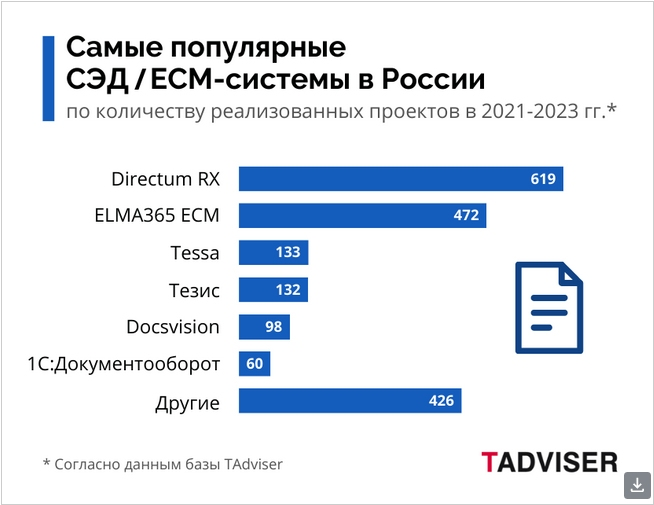 Самые популярные
СЭД / ECM-системы в России
по количеству реализованных проектов в 2021-2023 гг.*
Directum RX 619
ELMA365 ECM 472
Tessa 133
Тезис 132
Docsvision 98
1С:Документооборот 60
Другие 426
* Согласно данным базы TAdviser
TADVISER